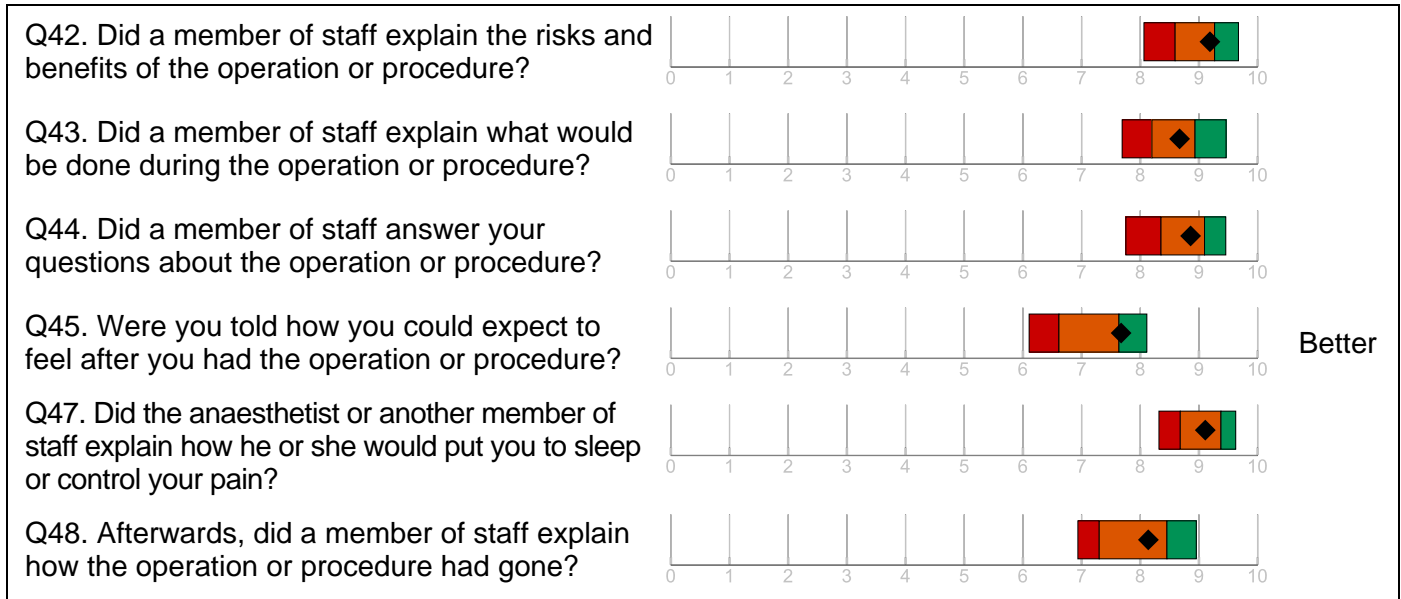 Q42. Did a member of staff explain the risks and
benefits of the operation or procedure?
0 1 2 3 4 5 6 7 8 9 10
Q43. Did a member of staff explain what would
be done during the operation or procedure?
0 1 2 3 4 5 6 7 8 9 10
Q44. Did a member of staff answer your
questions about the operation or procedure?
0 1 2 3 4 5 6 7 8 9 10
Q45. Were you told how you could expect to
feel after you had the operation or procedure?
Better
0 1 2 3 4 5 6 7 8 9 10
Q47. Did the anaesthetist or another member of
staff explain how he or she would put you to sleep
or control your pain?
0 1 2 3 4 5 6 7 8 9 10
Q48. Afterwards, did a member of staff explain
how the operation or procedure had gone?
0 1 2 3 4 5 6 7 8 9 10